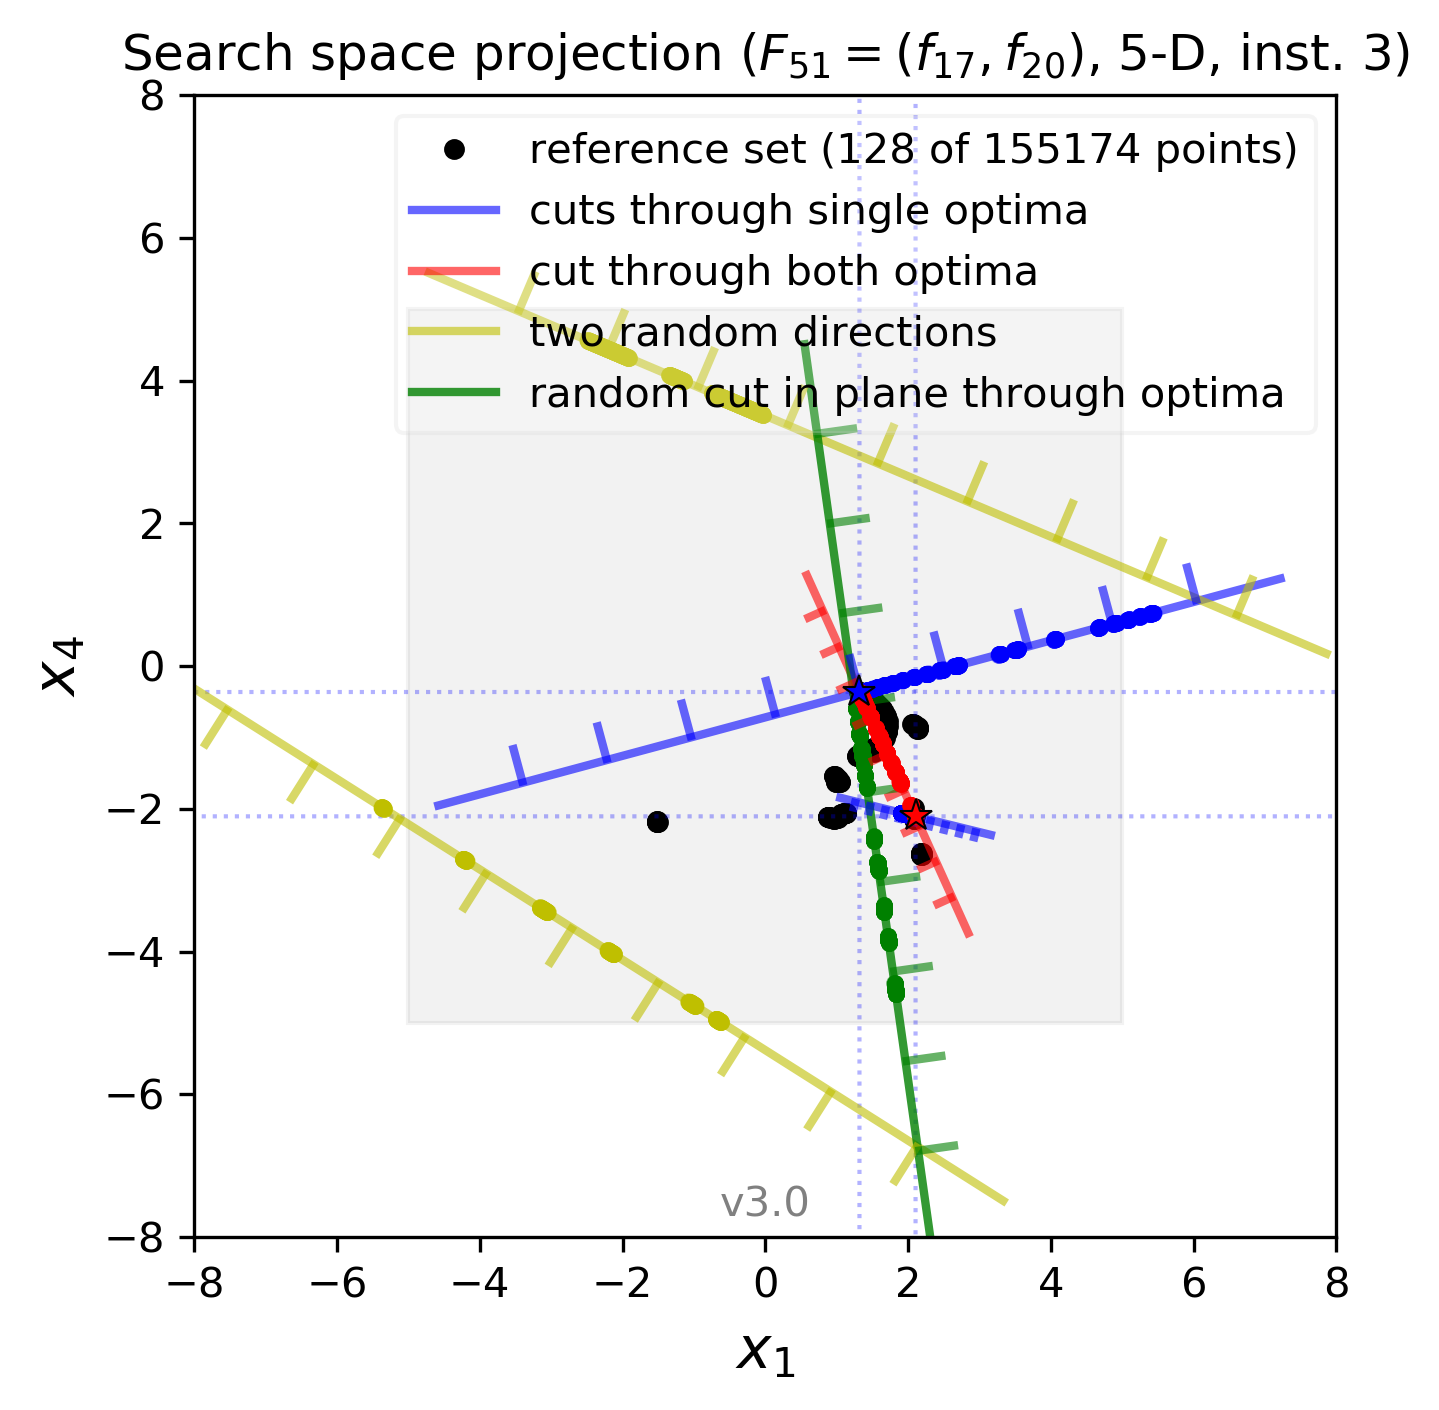 Search space projection (F51 = (f17, f20), 5-D, inst. 3)
reference set (128 of 155174 points)
cuts through single optima
cut through both optima
two random directions
random cut in plane through optima
8
6
4
2
0
−2
−4
−6
−8
x4
v3.0
−8 −6 −4 −2 0 2 4 6 8
x1